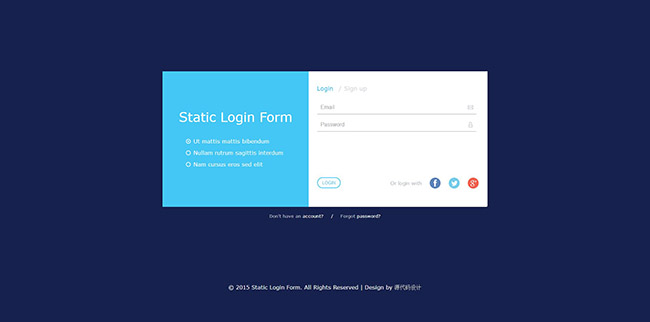 Static Login Form
Ut mattis mattis bibendum
Nullam rutrum sagittis interdum
Nam cursus eros sed elit
Login / Sign up
Email
Password
LOGIN
Or login with
Don't have an account? / Forgot password?
© 2015 Static Login Form. All Rights Reserved | Design by 源代码设计